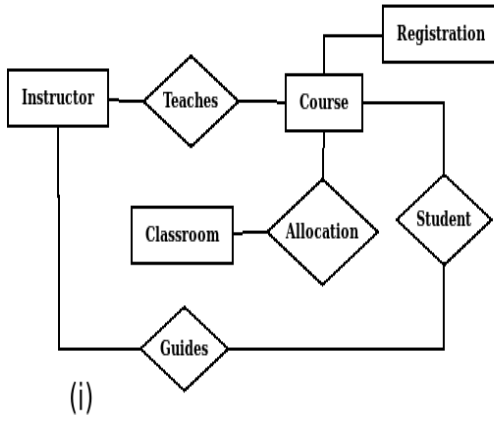 Registration
Instructor
Teaches
Course
Classroom
Allocation
Student
Guides
(i)